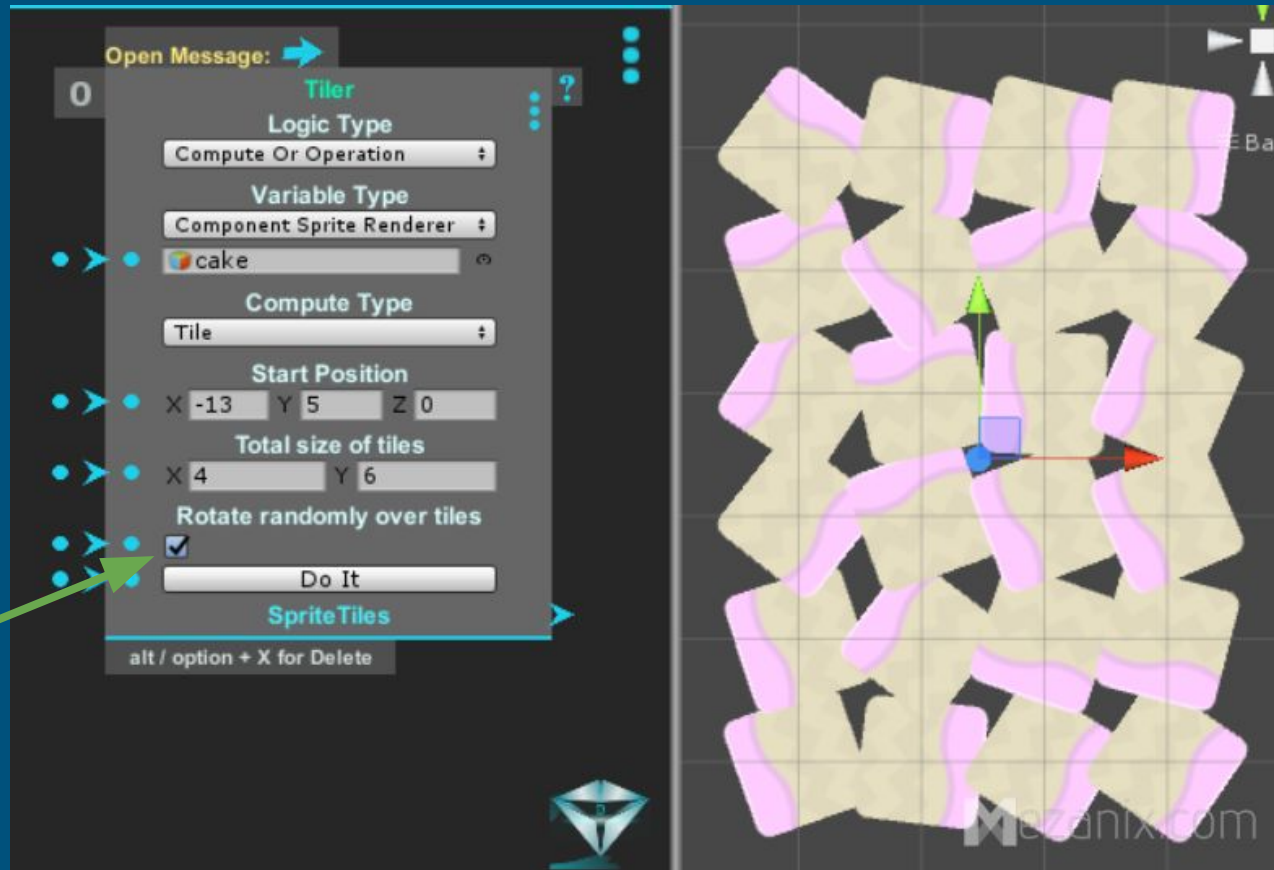 Open Message:
0
Tiler
?
Logic Type
Compute Or Operation
Variable Type
Component Sprite Renderer
cake
Compute Type
Tile
Start Position
X -13 Y 5 Z 0
Total size of tiles
X 4 Y 6
Rotate randomly over tiles
Do It
SpriteTiles
alt / option + X for Delete
Ba
Mezanix.com